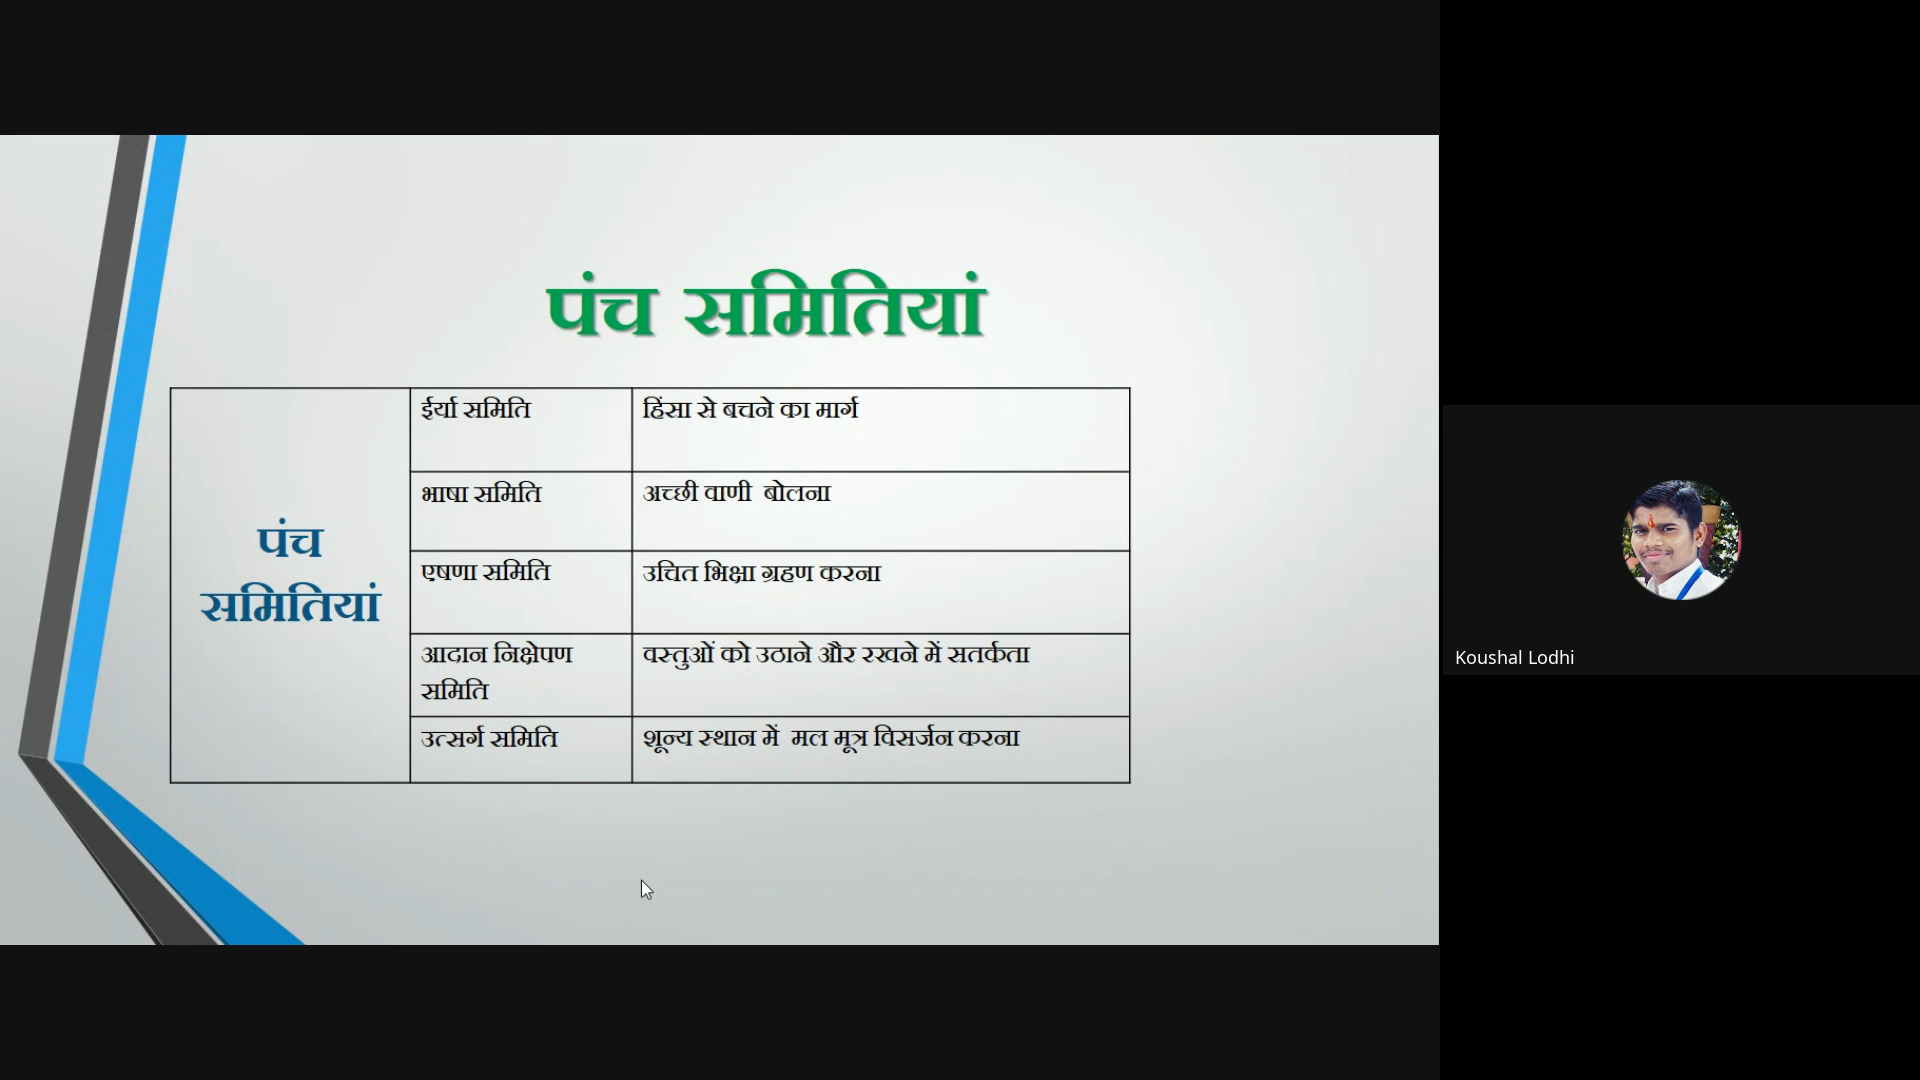 पंच समितियां
पंच
समितियां
ईर्या समिति
हिंसा से बचने का मार्ग
भाषा समिति
अच्छी वाणी बोलना
एषणा समिति
उचित भिक्षा ग्रहण करना
आदान निक्षेपण
समिति
वस्तुओं को उठाने और रखने में सतर्कता
उत्सर्ग समिति
शून्य स्थान में मल मूत्र विसर्जन करना
Koushal Lodhi